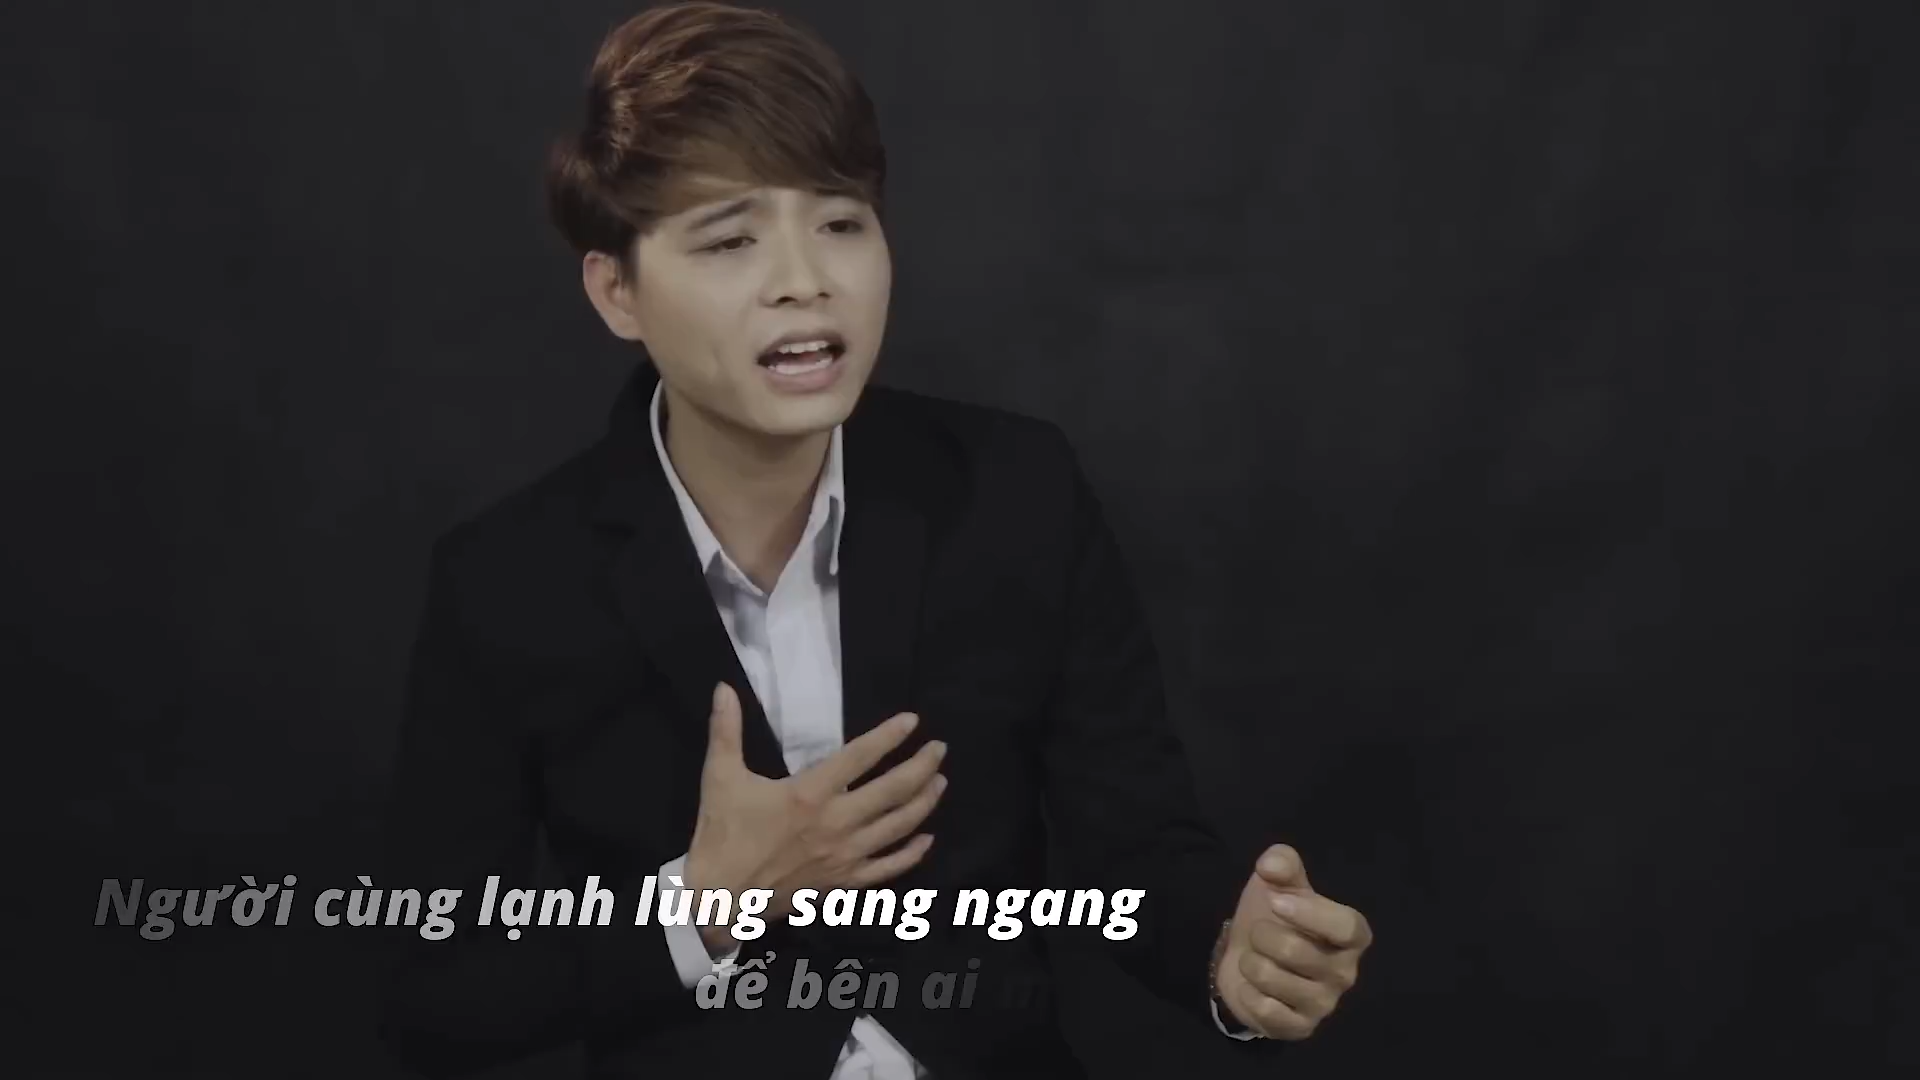 Người cùng lạnh lùng sang ngang
để bên ai